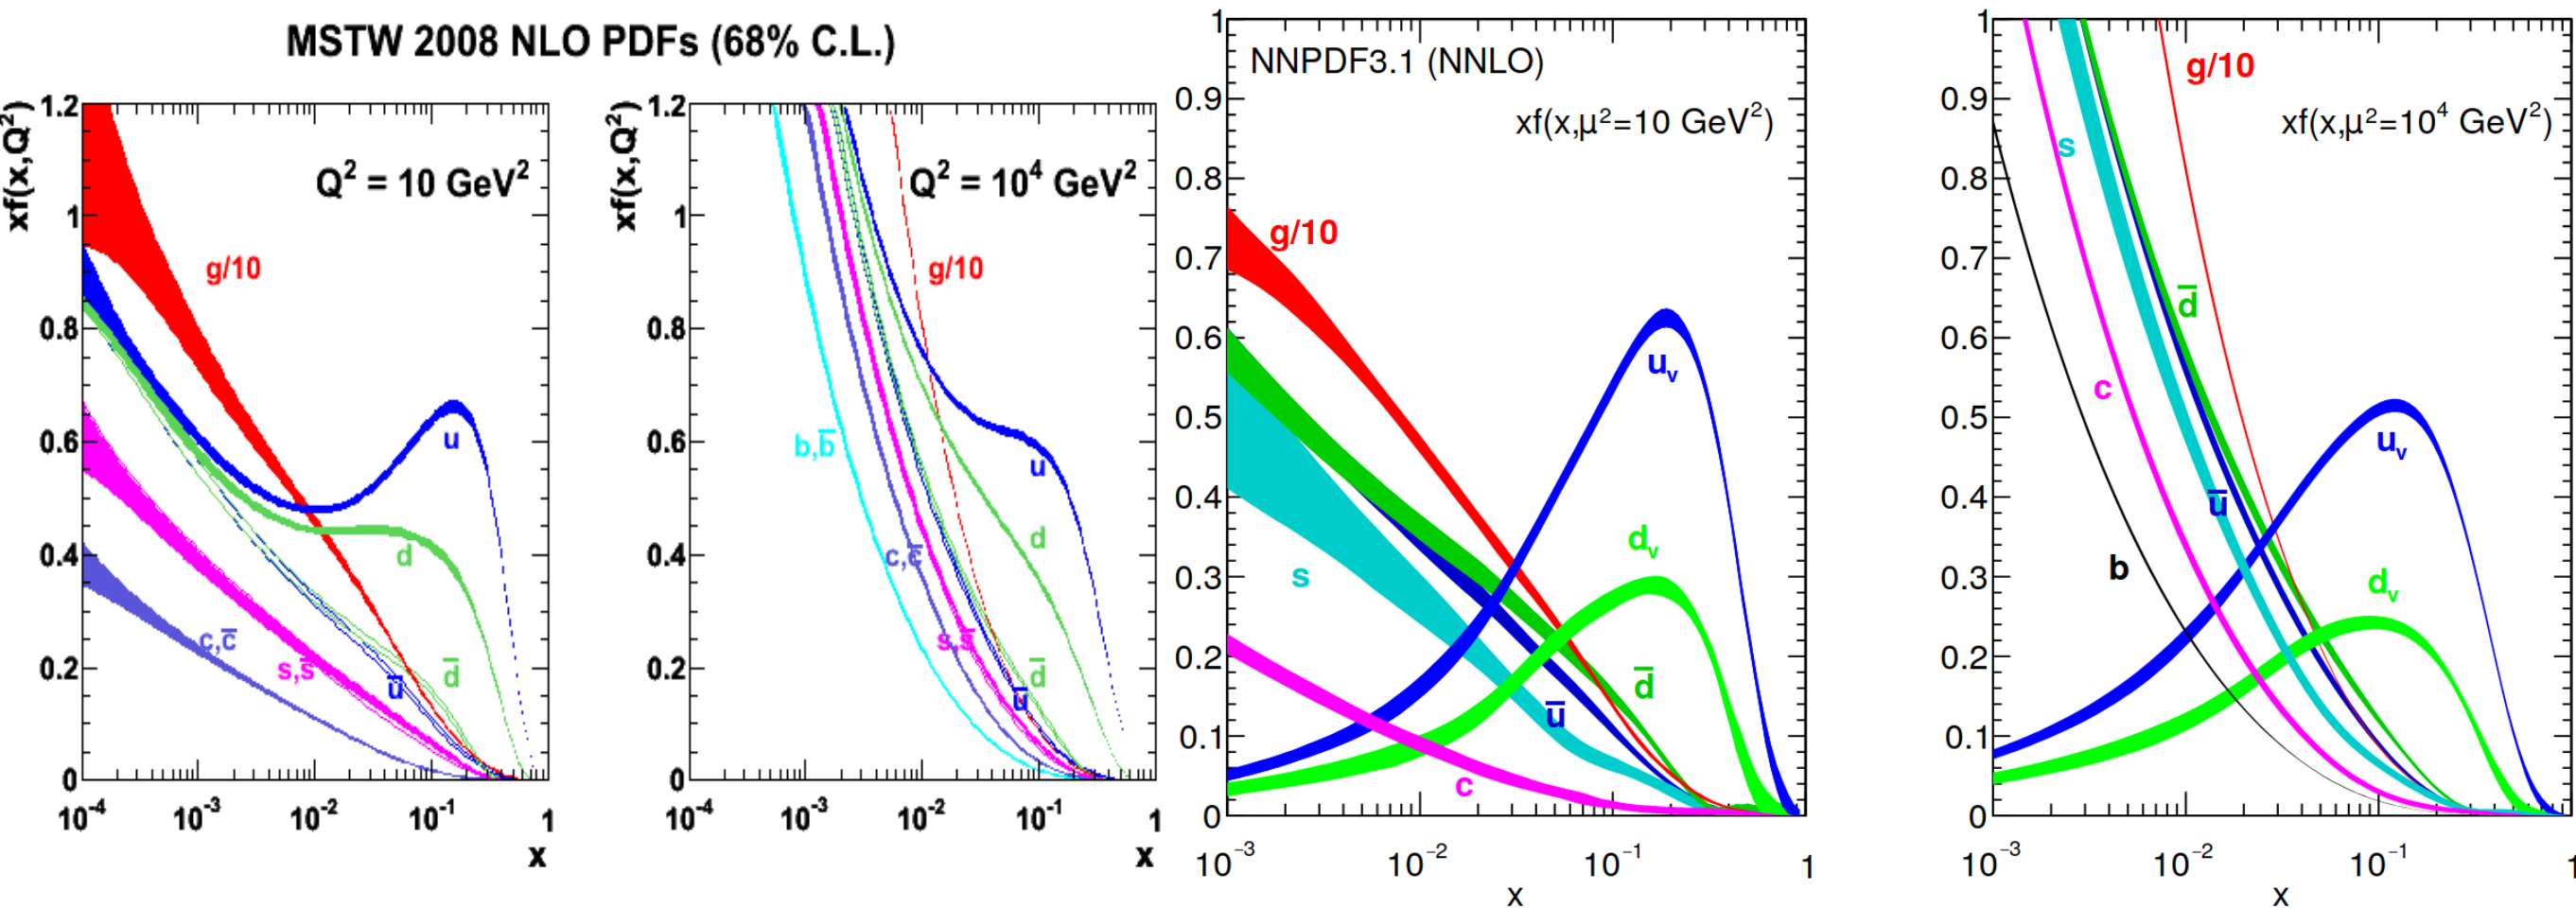 MSTW 2008 NLO PDFs (68% C.L.)
xf(x,Q²)
1.2
1
0.8
0.6
0.4
0.2
0
Q² = 10 GeV²
g/10
u
d
c,c̄
s,s̄
ū
d̄
10⁻⁴
10⁻³
10⁻²
10⁻¹
1
x
xf(x,Q²)
1.2
1
0.8
0.6
0.4
0.2
0
Q² = 10⁴ GeV²
g/10
b,b̄
u
c,c̄
d
s,s̄
d̄
ū
10⁻⁴
10⁻³
10⁻²
10⁻¹
1
x
1
0.9
0.8
0.7
0.6
0.5
0.4
0.3
0.2
0.1
0
NNPDF3.1 (NNLO)
xf(x,μ²=10 GeV²)
g/10
uᵥ
dᵥ
s
d̄
ū
c
10⁻³
10⁻²
10⁻¹
1
x
1
0.9
0.8
0.7
0.6
0.5
0.4
0.3
0.2
0.1
0
g/10
xf(x,μ²=10⁴ GeV²)
s
d̄
c
uᵥ
ū
b
dᵥ
10⁻³
10⁻²
10⁻¹
1
x